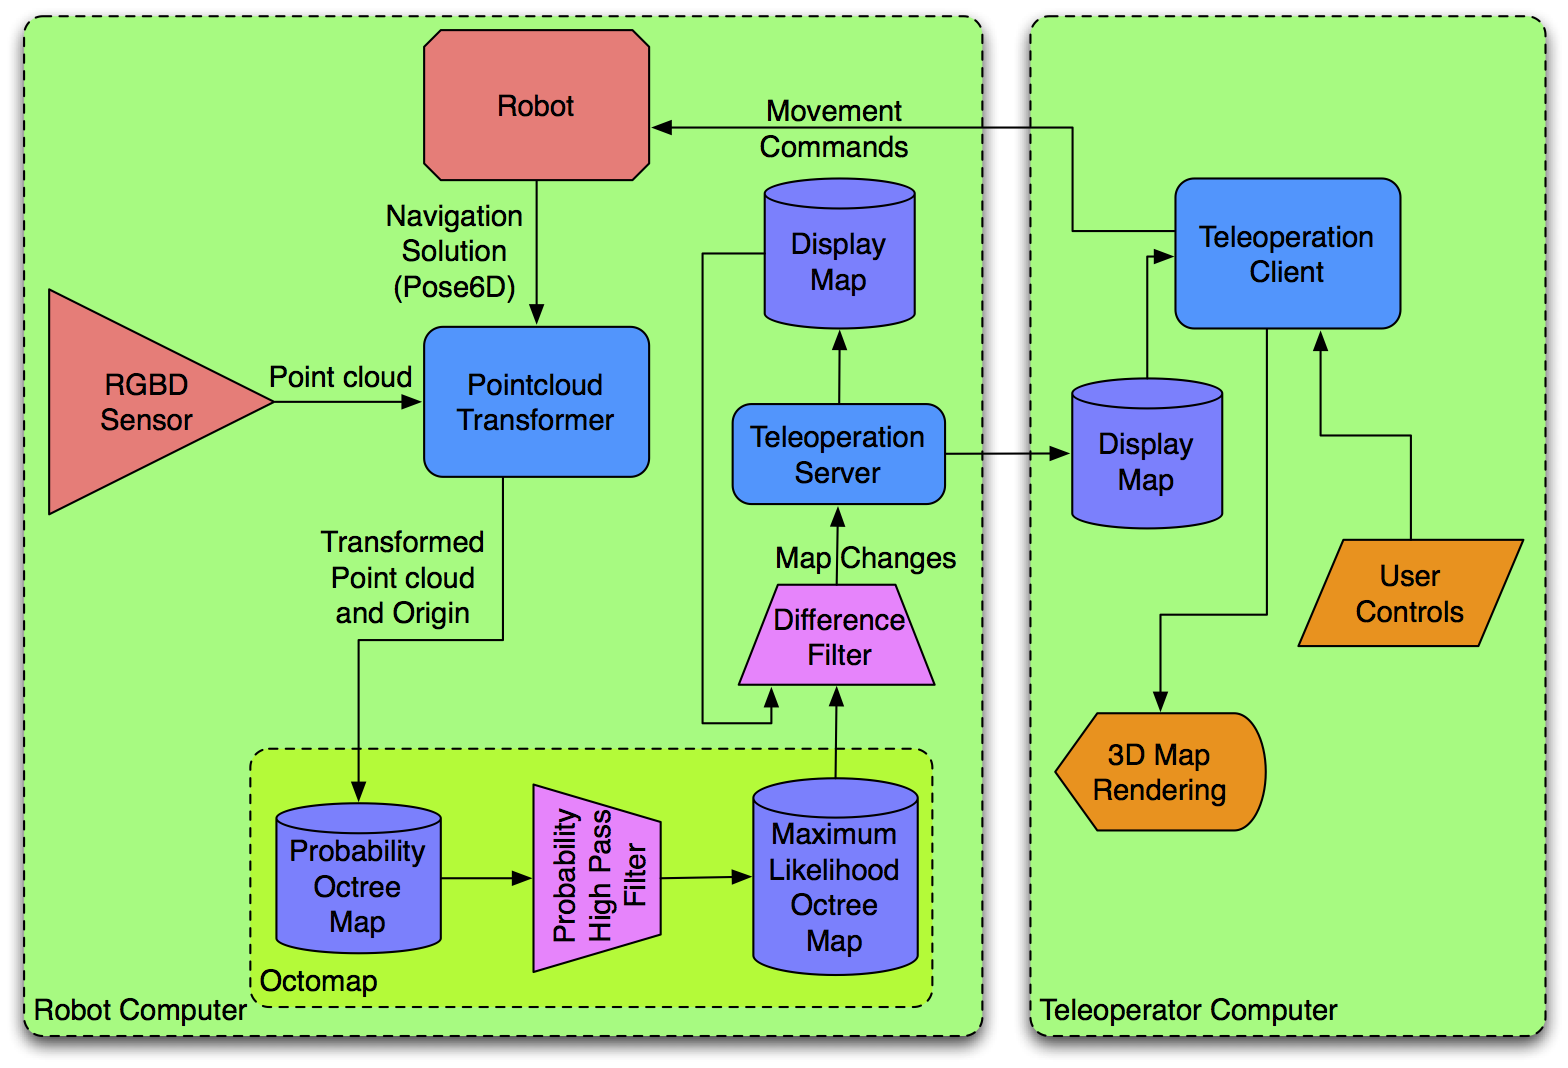 Robot
Movement
Commands
Navigation
Solution
(Pose6D)
Display
Map
Teleoperation
Client
RGBD
Sensor
Point cloud
Pointcloud
Transformer
Teleoperation
Server
Display
Map
Transformed
Point cloud
and Origin
Map Changes
Difference
Filter
User
Controls
3D Map
Rendering
Probability
Octree
Map
Probability
High Pass
Filter
Maximum
Likelihood
Octree
Map
Octomap
Robot Computer
Teleoperator Computer